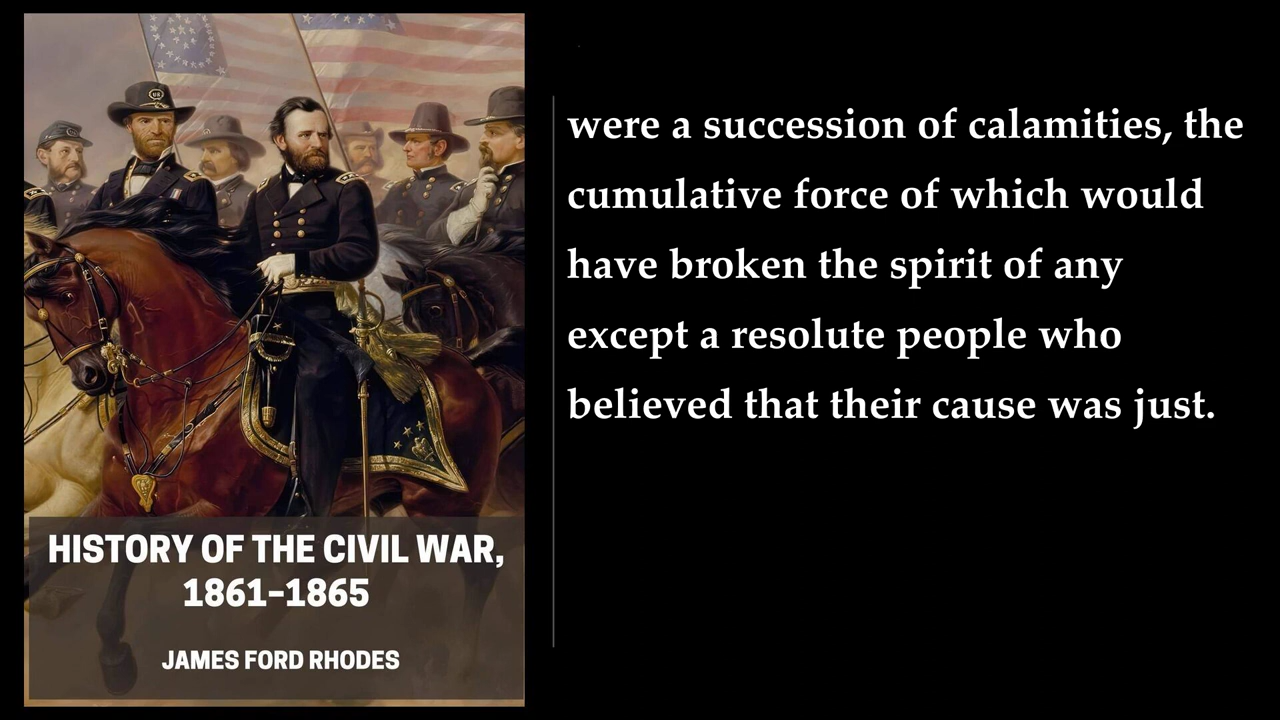 were a succession of calamities, the
cumulative force of which would
have broken the spirit of any
except a resolute people who
believed that their cause was just.
HISTORY OF THE CIVIL WAR,
1861–1865
JAMES FORD RHODES